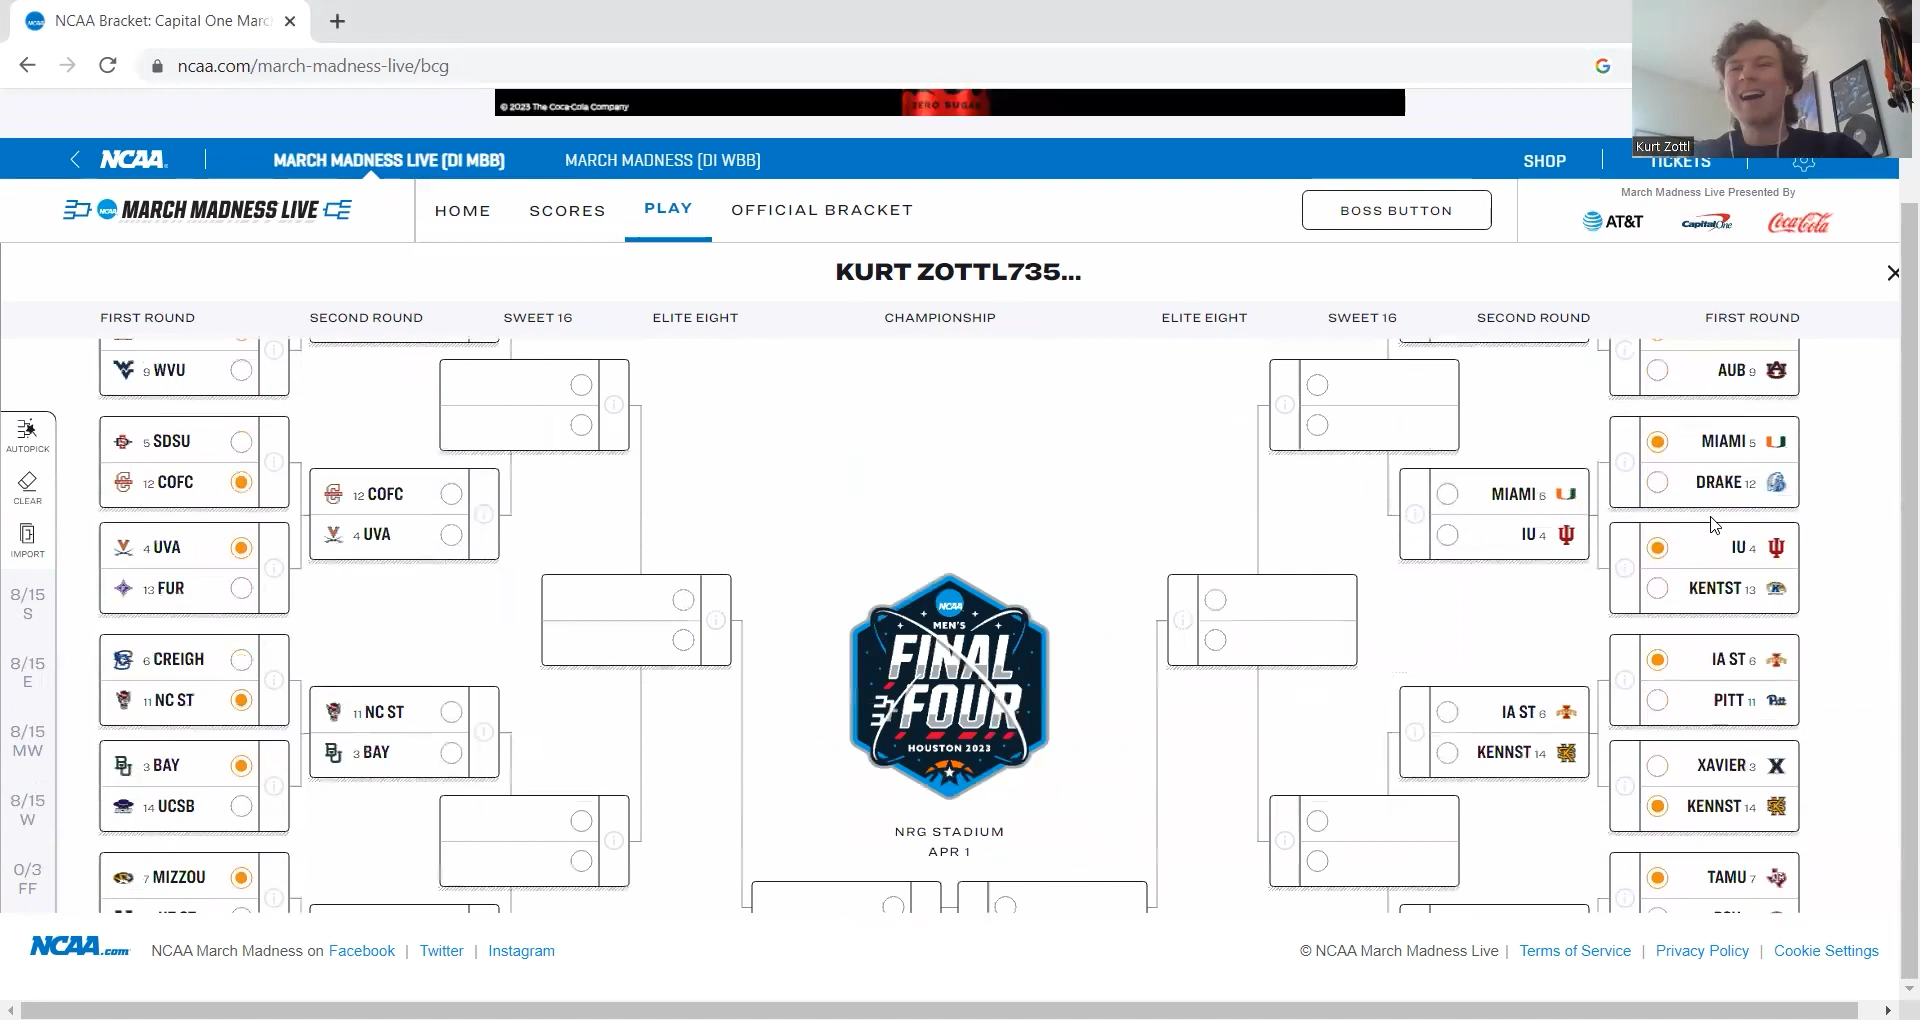 NCAA Bracket: Capital One Marc
ncaa.com/march-madness-live/bcg
© 2023 The Coca-Cola Company
ZERO SUGAR
Kurt Zottl
NCAA
MARCH MADNESS LIVE (DI MBB)
MARCH MADNESS (DI WBB)
SHOP
TICKETS
NCAA MARCH MADNESS LIVE
HOME
SCORES
PLAY
OFFICIAL BRACKET
BOSS BUTTON
March Madness Live Presented By
AT&T
Capital One
Coca-Cola
KURT ZOTTL735...
FIRST ROUND
SECOND ROUND
SWEET 16
ELITE EIGHT
CHAMPIONSHIP
ELITE EIGHT
SWEET 16
SECOND ROUND
FIRST ROUND
AUTOPICK
CLEAR
IMPORT
8/15
S
8/15
E
8/15
MW
8/15
W
0/3
FF
9 WVU
5 SDSU
12 COFC
4 UVA
13 FUR
6 CREIGH
11 NC ST
3 BAY
14 UCSB
7 MIZZOU
12 COFC
4 UVA
11 NC ST
3 BAY
NCAA
MEN'S
FINAL
FOUR
HOUSTON 2023
NRG STADIUM
APR 1
MIAMI 5
IU 4
IA ST 6
KENNST 14
AUB 9
MIAMI 5
DRAKE 12
IU 4
KENTST 13
IA ST 6
PITT 11
Pitt
XAVIER 3
KENNST 14
TAMU 7
NCAA.com
NCAA March Madness on Facebook | Twitter | Instagram
© NCAA March Madness Live | Terms of Service | Privacy Policy | Cookie Settings